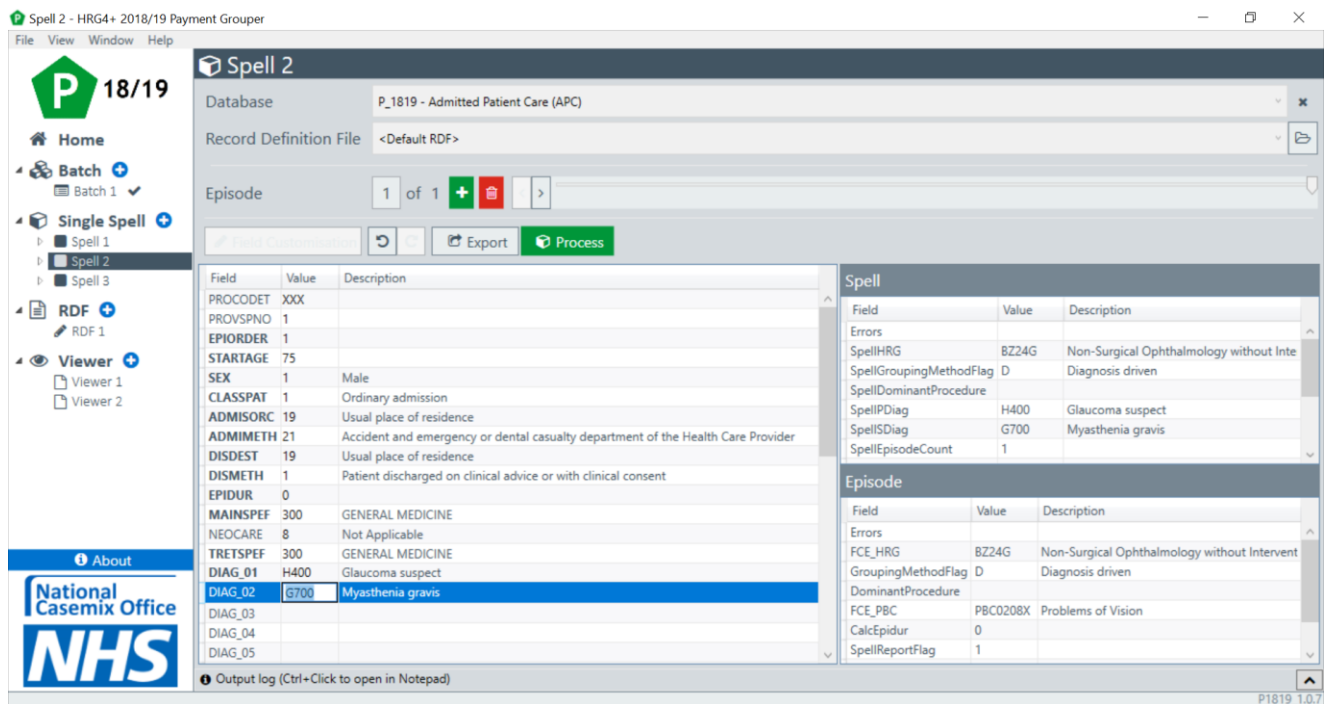 Spell 2 - HRG4+ 2018/19 Payment Grouper
File View Window Help
P 18/19
Home
Batch
Batch 1
Single Spell
Spell 1
Spell 2
Spell 3
RDF
RDF 1
Viewer
Viewer 1
Viewer 2
About
National
Casemix Office
NHS
Spell 2
Database P_1819 - Admitted Patient Care (APC)
Record Definition File <Default RDF>
Episode 1 of 1
Field Customisation Export Process
Field Value Description
PROCODET XXX
PROVSPNO 1
EPIORDER 1
STARTAGE 75
SEX 1 Male
CLASSPAT 1 Ordinary admission
ADMISORC 19 Usual place of residence
ADMIMETH 21 Accident and emergency or dental casualty department of the Health Care Provider
DISDEST 19 Usual place of residence
DISMETH 1 Patient discharged on clinical advice or with clinical consent
EPIDUR 0
MAINSPEF 300 GENERAL MEDICINE
NEOCARE 8 Not Applicable
TRETSPEF 300 GENERAL MEDICINE
DIAG_01 H400 Glaucoma suspect
DIAG_02 G700 Myasthenia gravis
DIAG_03
DIAG_04
DIAG_05
Spell
Field Value Description
Errors
SpellHRG BZ24G Non-Surgical Ophthalmology without Inte
SpellGroupingMethodFlag D Diagnosis driven
SpellDominantProcedure
SpellPDiag H400 Glaucoma suspect
SpellSDiag G700 Myasthenia gravis
SpellEpisodeCount 1
Episode
Field Value Description
Errors
FCE_HRG BZ24G Non-Surgical Ophthalmology without Intervent
GroupingMethodFlag D Diagnosis driven
DominantProcedure
FCE_PBC PBC0208X Problems of Vision
CalcEpidur 0
SpellReportFlag 1
Output log (Ctrl+Click to open in Notepad)
P1819 1.0.7